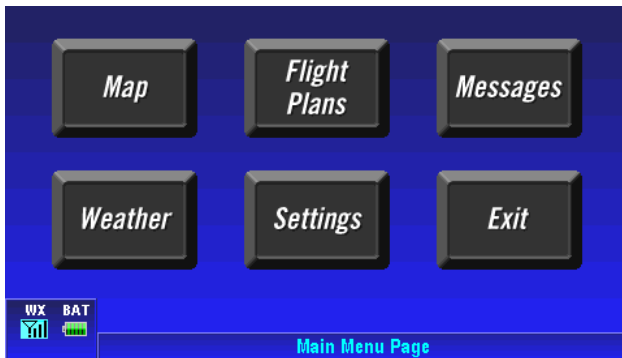 Map
Flight
Plans
Messages
Weather
Settings
Exit
WX BAT
Main Menu Page